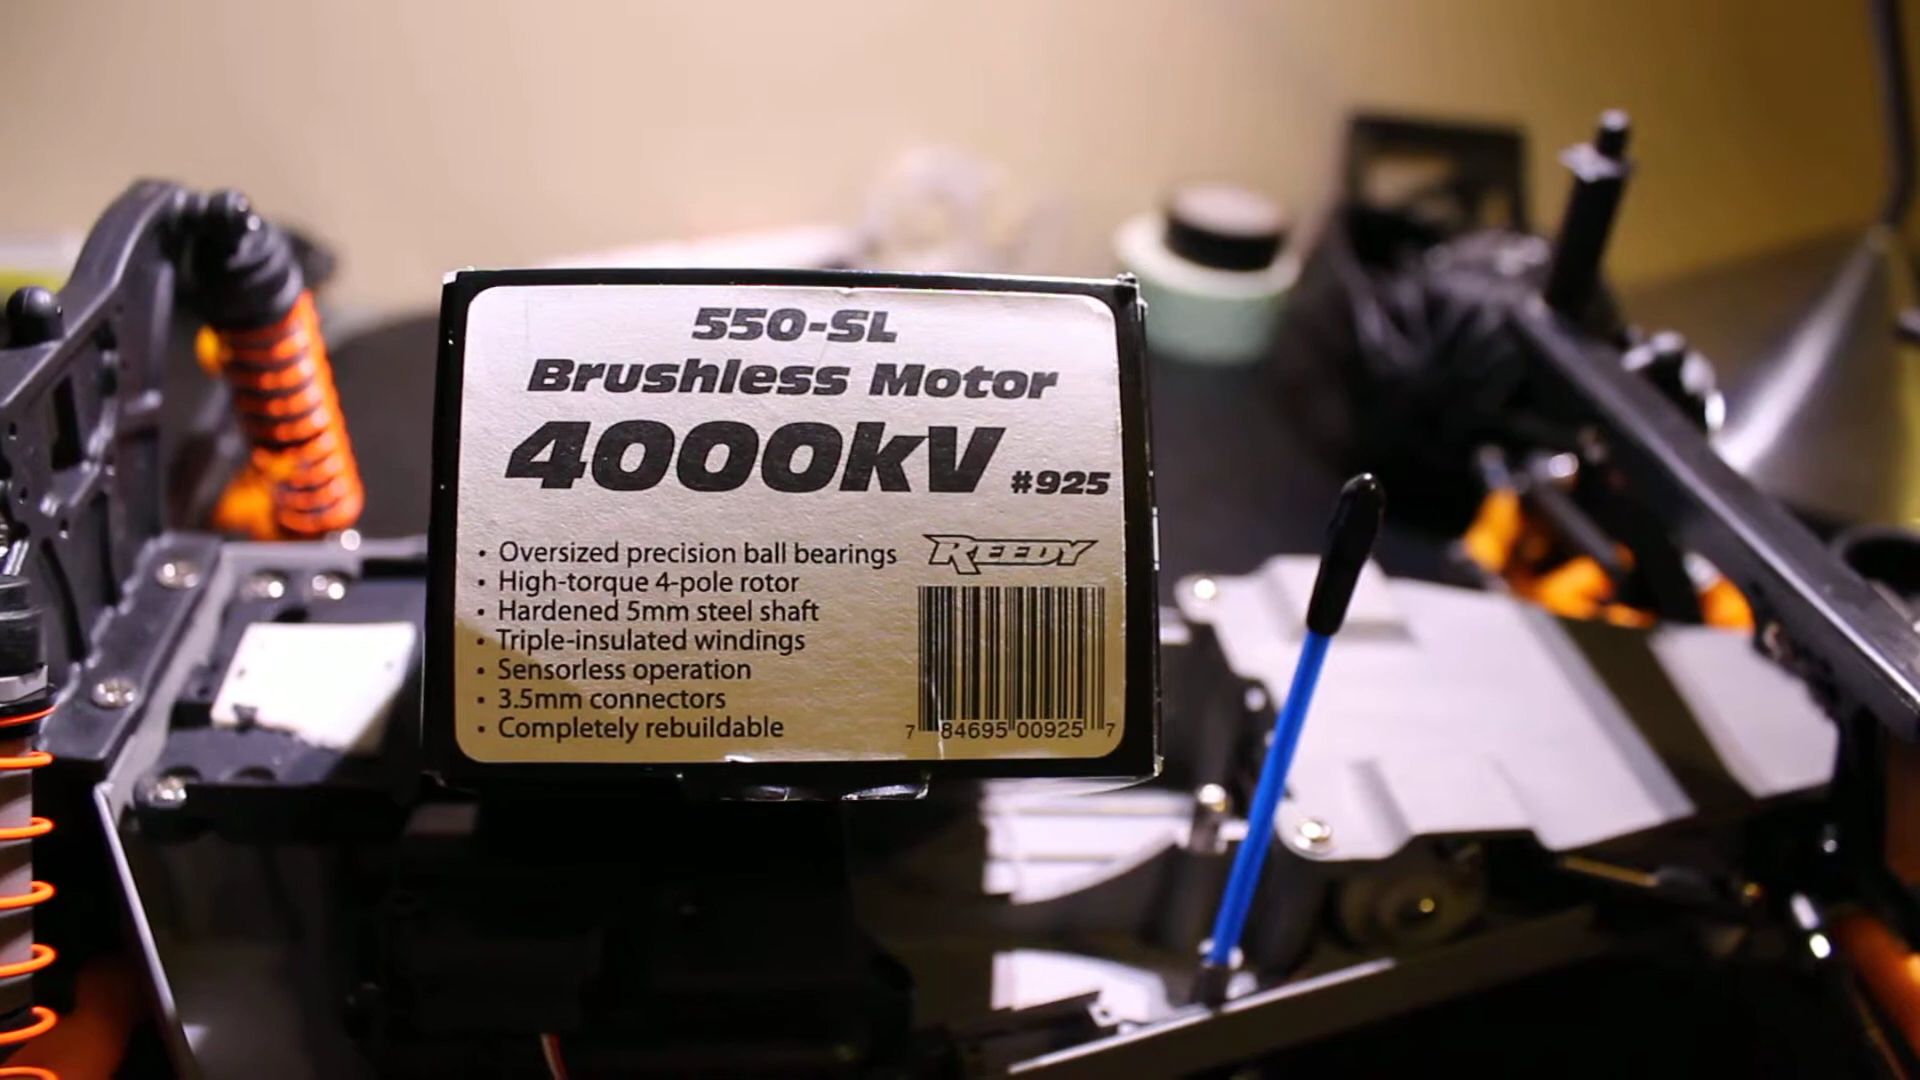 550-SL
Brushless Motor
4000kV #925
• Oversized precision ball bearings
• High-torque 4-pole rotor
• Hardened 5mm steel shaft
• Triple-insulated windings
• Sensorless operation
• 3.5mm connectors
• Completely rebuildable
REEDY
7 84695 00925 7